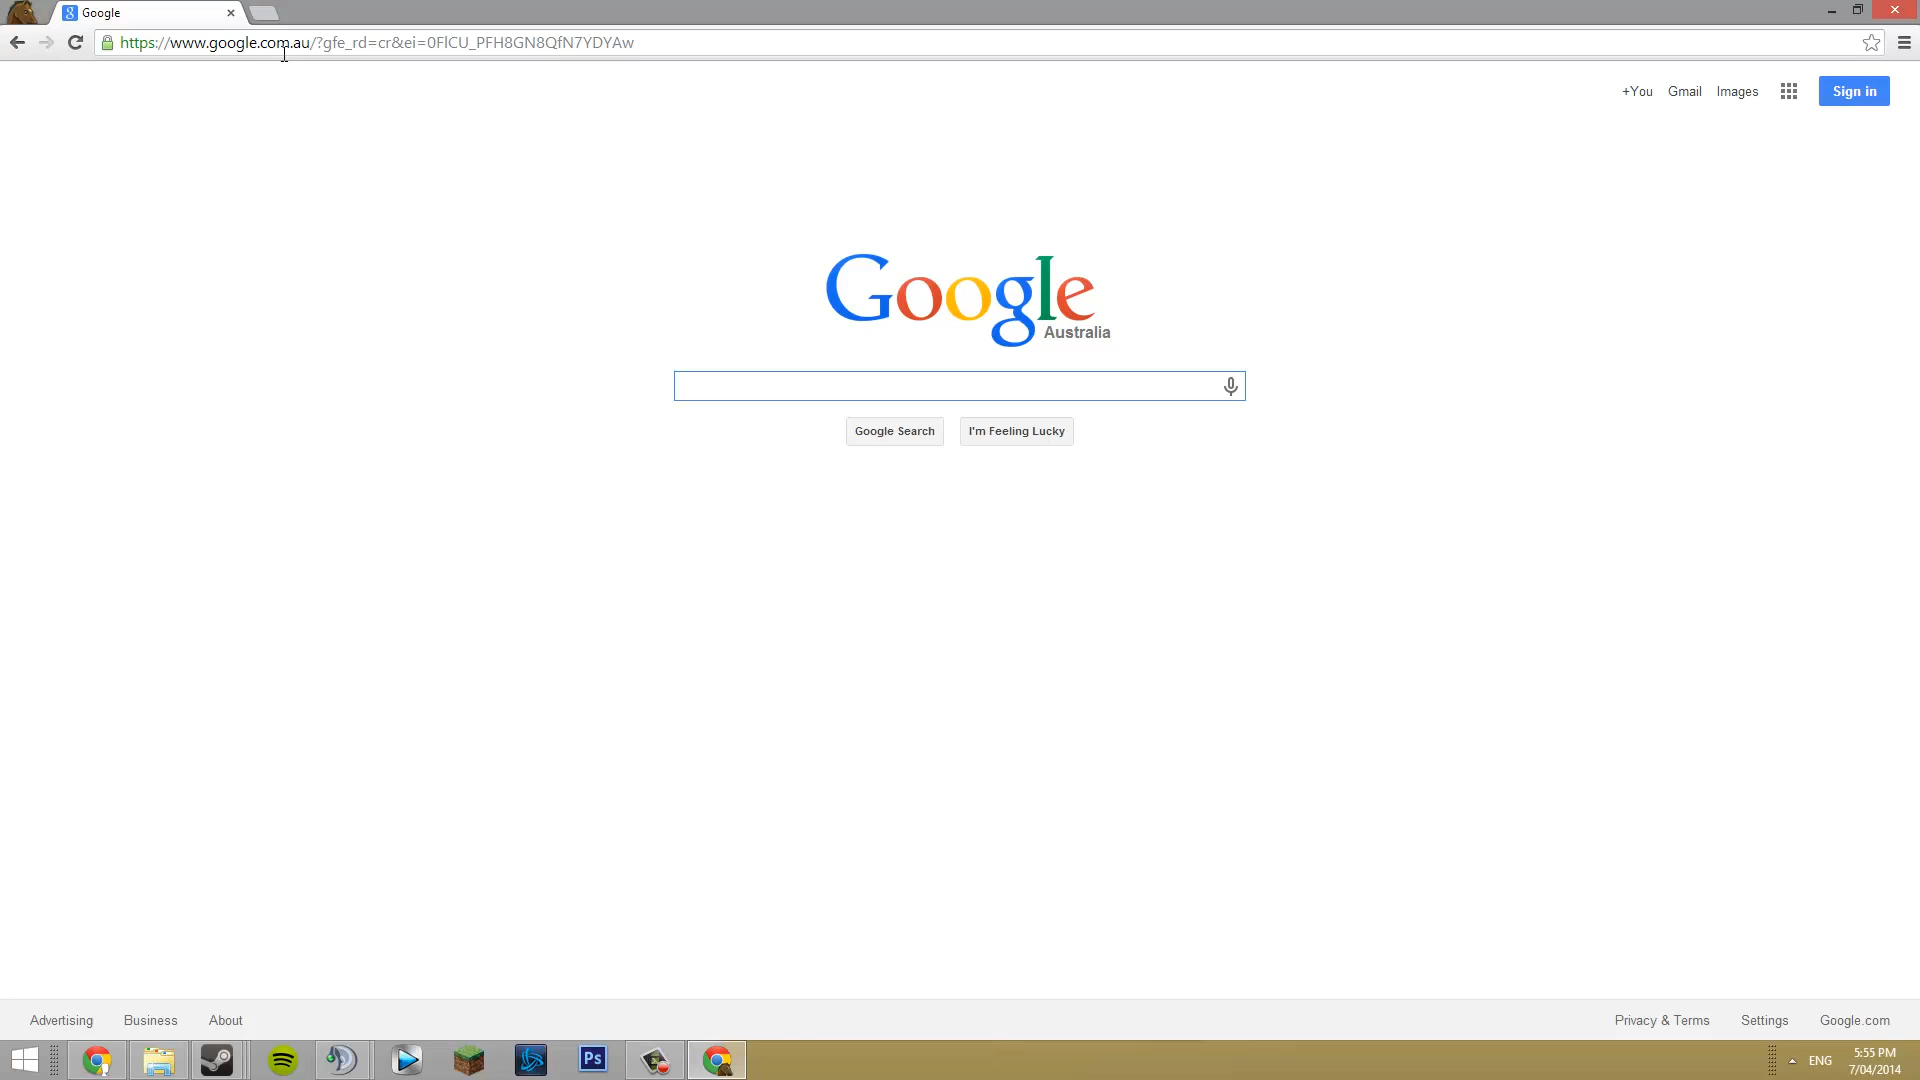 Google
https://www.google.com.au/?gfe_rd=cr&ei=0FlCU_PFH8GN8QfN7YDYAw
+You Gmail Images Sign in
Google
Australia
Google Search I'm Feeling Lucky
Advertising Business About Privacy & Terms Settings Google.com
Ps ENG 5:55 PM
7/04/2014